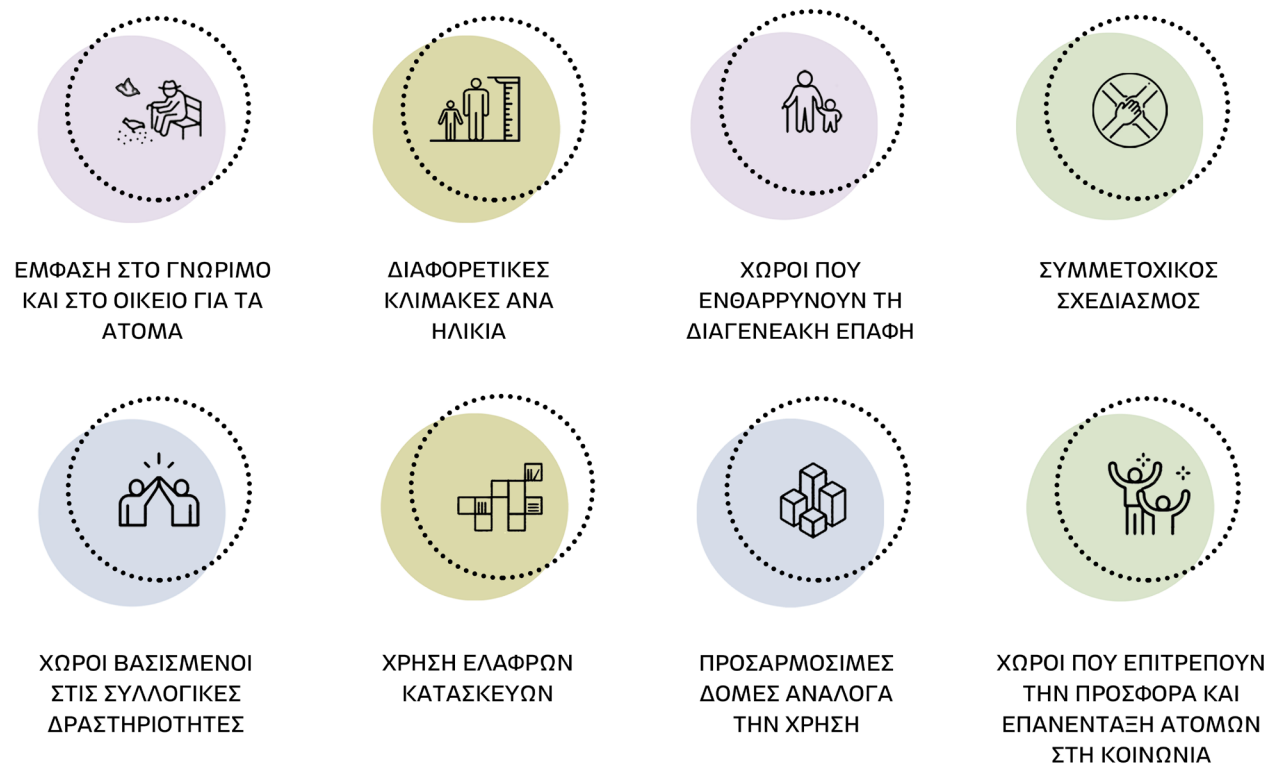 ΕΜΦΑΣΗ ΣΤΟ ΓΝΩΡΙΜΟ
ΚΑΙ ΣΤΟ ΟΙΚΕΙΟ ΓΙΑ ΤΑ
ΑΤΟΜΑ
ΔΙΑΦΟΡΕΤΙΚΕΣ
ΚΛΙΜΑΚΕΣ ΑΝΑ
ΗΛΙΚΙΑ
ΧΩΡΟΙ ΠΟΥ
ΕΝΘΑΡΡΥΝΟΥΝ ΤΗ
ΔΙΑΓΕΝΕΑΚΗ ΕΠΑΦΗ
ΣΥΜΜΕΤΟΧΙΚΟΣ
ΣΧΕΔΙΑΣΜΟΣ
ΧΩΡΟΙ ΒΑΣΙΣΜΕΝΟΙ
ΣΤΙΣ ΣΥΛΛΟΓΙΚΕΣ
ΔΡΑΣΤΗΡΙΟΤΗΤΕΣ
ΧΡΗΣΗ ΕΛΑΦΡΩΝ
ΚΑΤΑΣΚΕΥΩΝ
ΠΡΟΣΑΡΜΟΣΙΜΕΣ
ΔΟΜΕΣ ΑΝΑΛΟΓΑ
ΤΗΝ ΧΡΗΣΗ
ΧΩΡΟΙ ΠΟΥ ΕΠΙΤΡΕΠΟΥΝ
ΤΗΝ ΠΡΟΣΦΟΡΑ ΚΑΙ
ΕΠΑΝΕΝΤΑΞΗ ΑΤΟΜΩΝ
ΣΤΗ ΚΟΙΝΩΝΙΑ